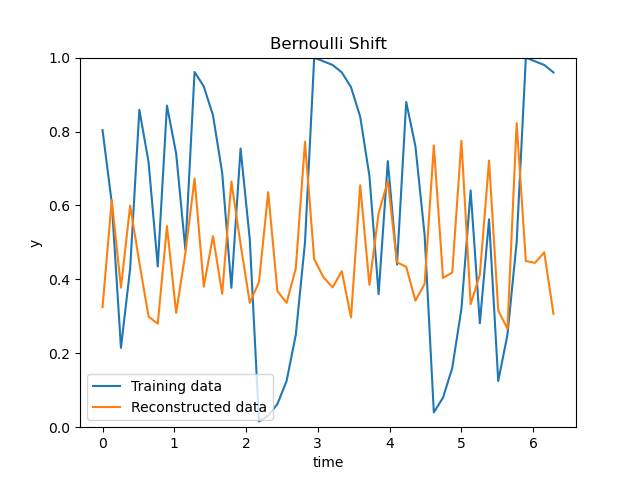 Bernoulli Shift
1.0
0.8
0.6
0.4
0.2
0.0
y
Training data
Reconstructed data
0 1 2 3 4 5 6
time